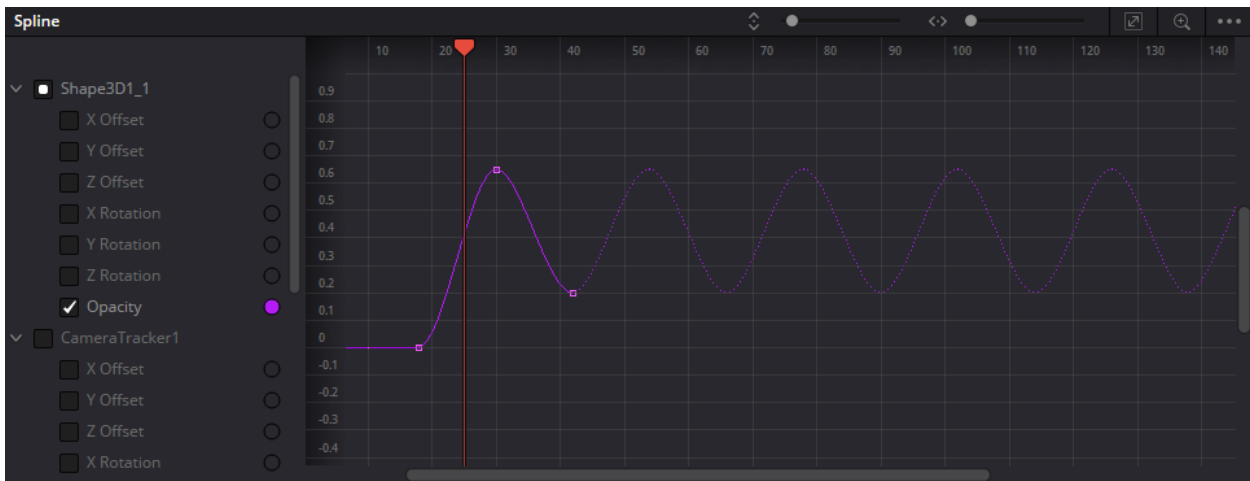 Spline
10 20 30 40 50 60 70 80 90 100 110 120 130 140
Shape3D1_1
X Offset
Y Offset
Z Offset
X Rotation
Y Rotation
Z Rotation
Opacity
CameraTracker1
X Offset
Y Offset
Z Offset
X Rotation
0.9
0.8
0.7
0.6
0.5
0.4
0.3
0.2
0.1
0
-0.1
-0.2
-0.3
-0.4